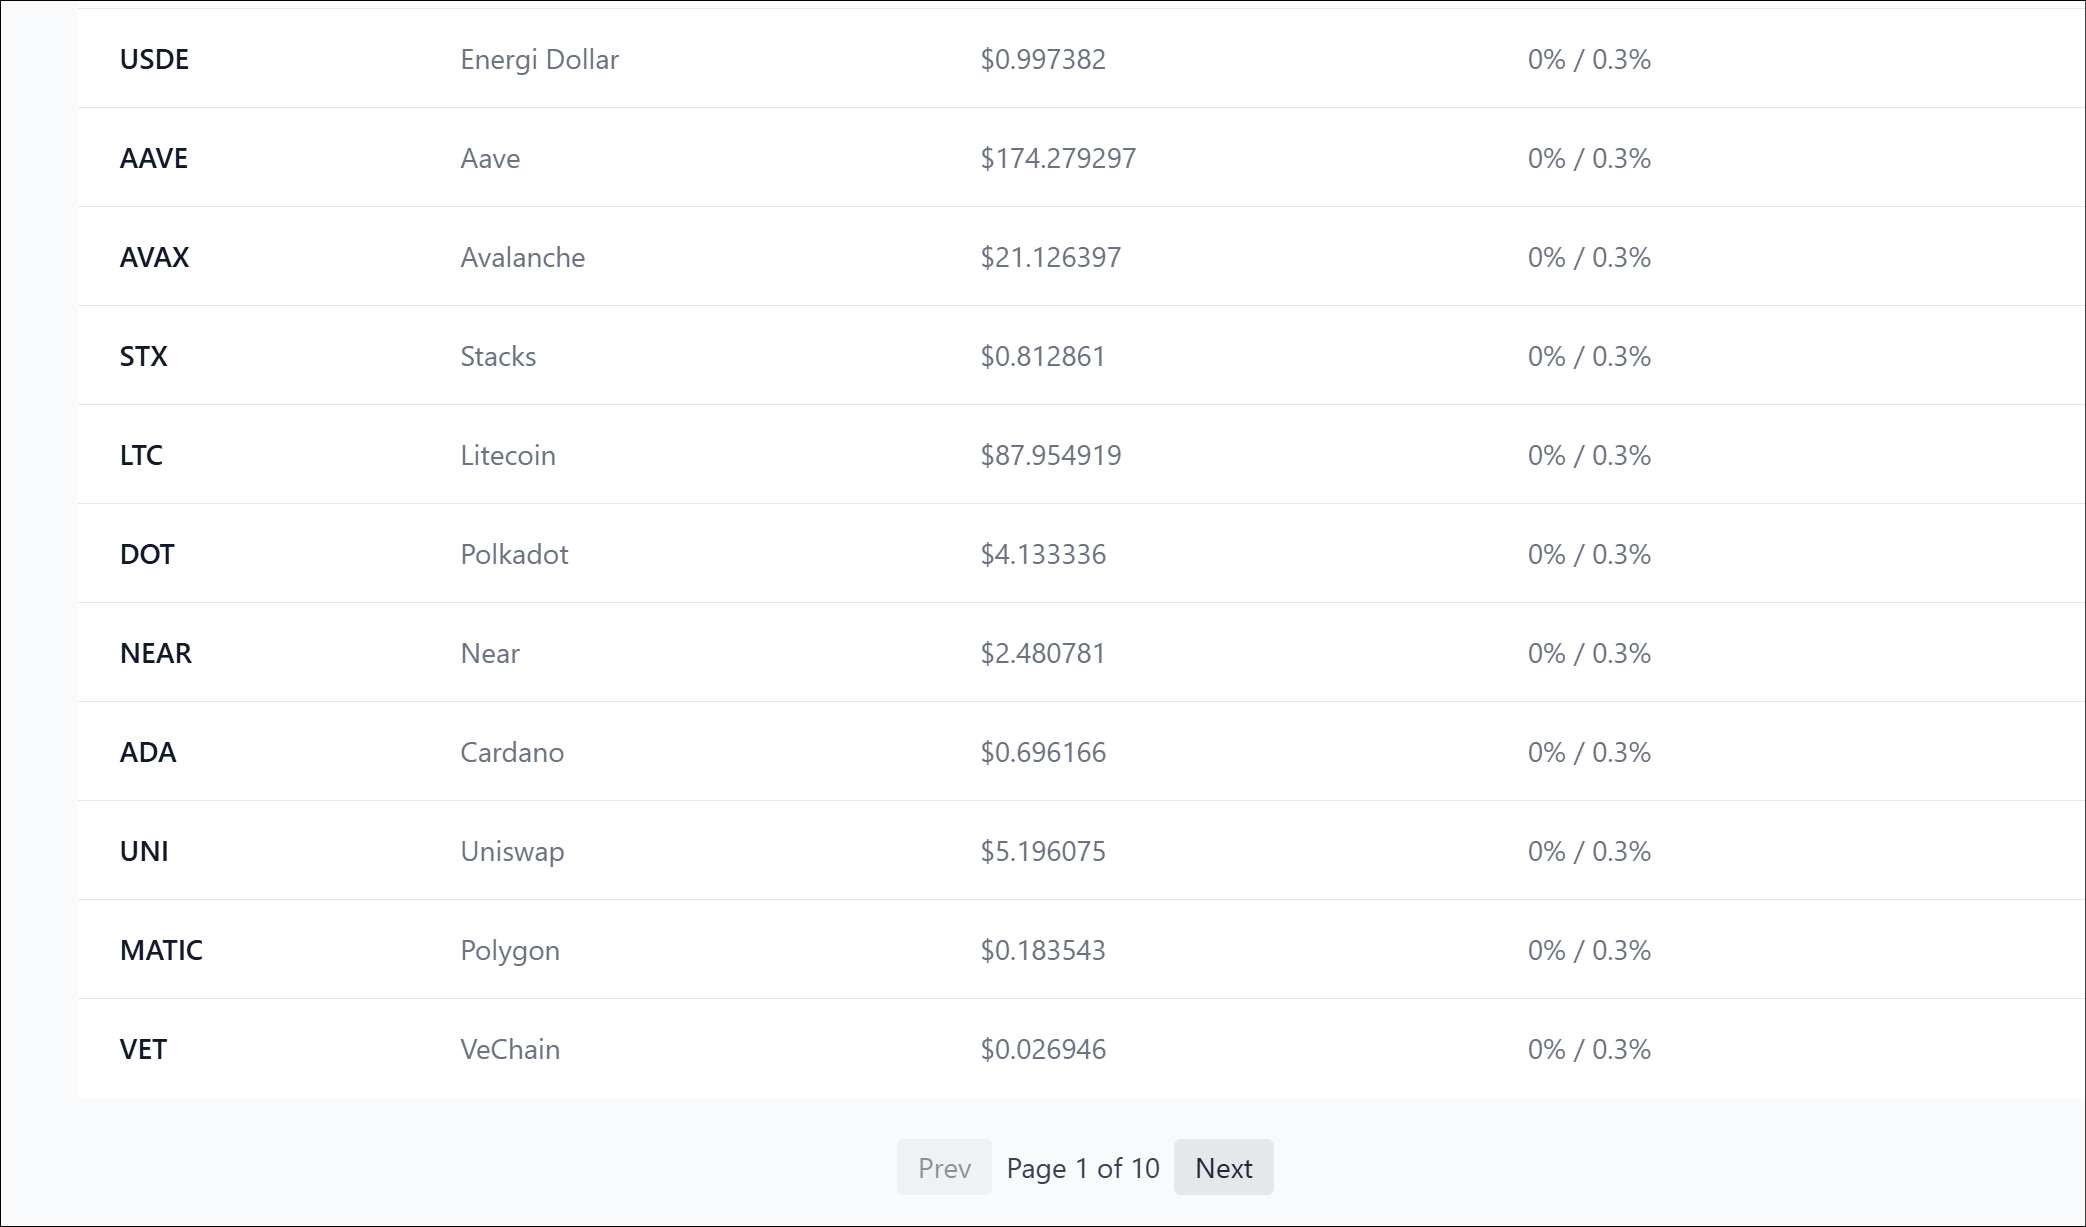 USDE Energi Dollar $0.997382 0% / 0.3%
AAVE Aave $174.279297 0% / 0.3%
AVAX Avalanche $21.126397 0% / 0.3%
STX Stacks $0.812861 0% / 0.3%
LTC Litecoin $87.954919 0% / 0.3%
DOT Polkadot $4.133336 0% / 0.3%
NEAR Near $2.480781 0% / 0.3%
ADA Cardano $0.696166 0% / 0.3%
UNI Uniswap $5.196075 0% / 0.3%
MATIC Polygon $0.183543 0% / 0.3%
VET VeChain $0.026946 0% / 0.3%
Prev Page 1 of 10 Next